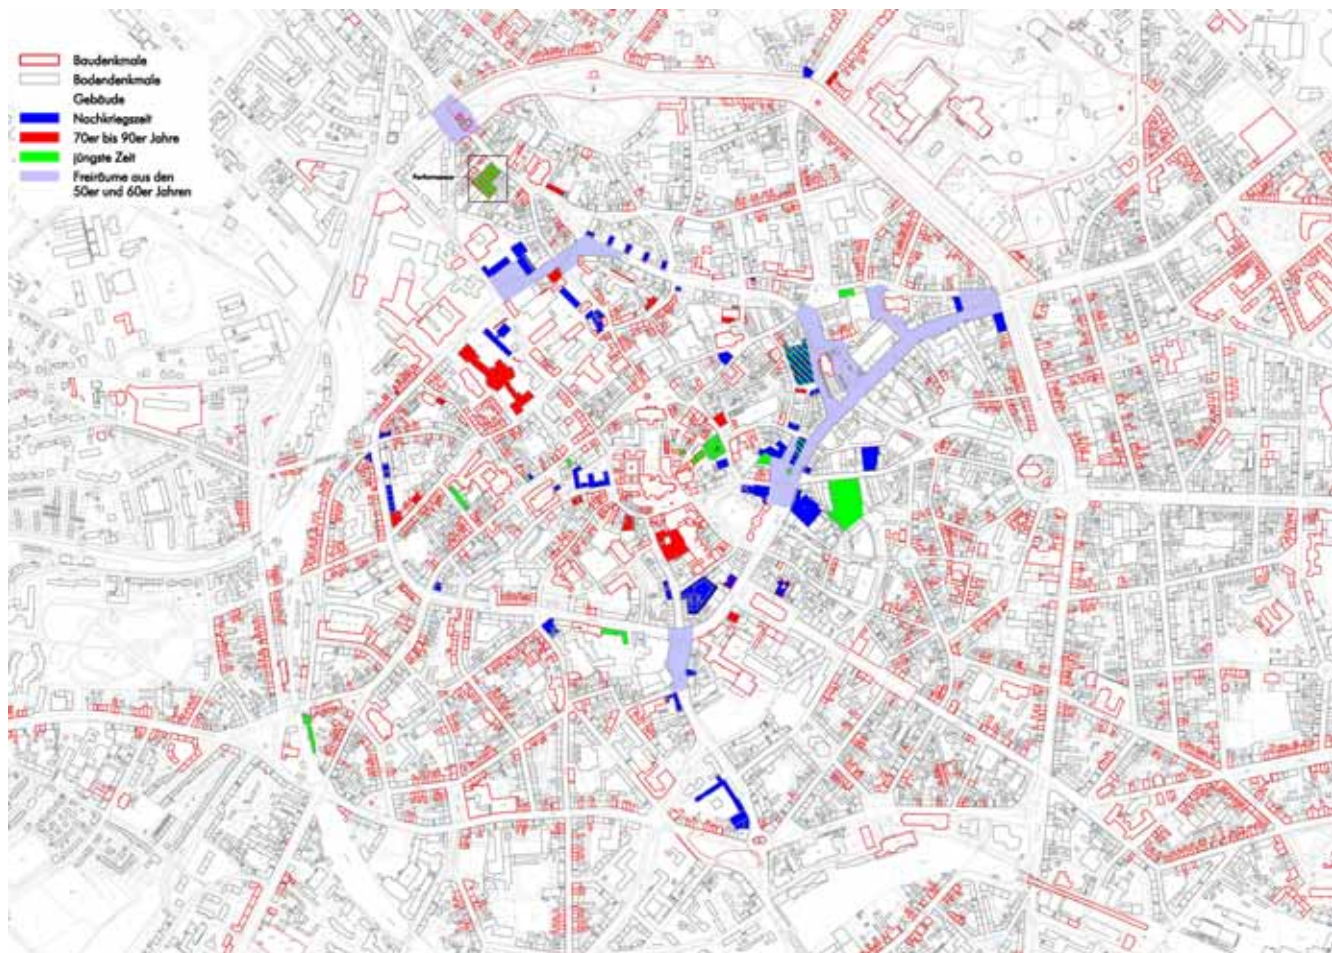 Baudenkmale
Bodendenkmale
Gebäude
Nachkriegszeit
70er bis 90er Jahre
jüngste Zeit
Freiräume aus den
50er und 60er Jahren